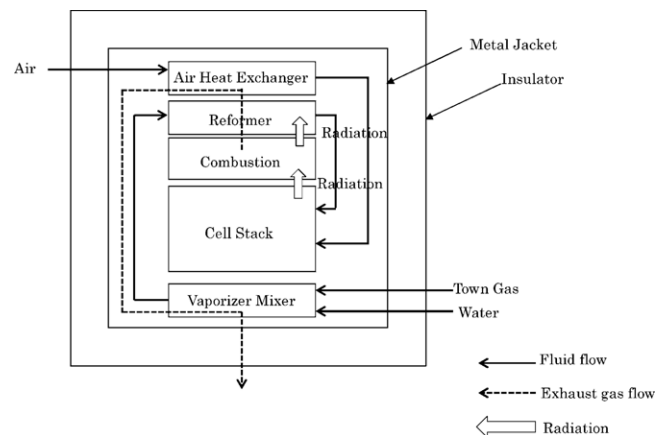 Metal Jacket
Air
Air Heat Exchanger
Insulator
Reformer
Radiation
Combustion
Radiation
Cell Stack
Town Gas
Vaporizer Mixer
Water
Fluid flow
Exhaust gas flow
Radiation